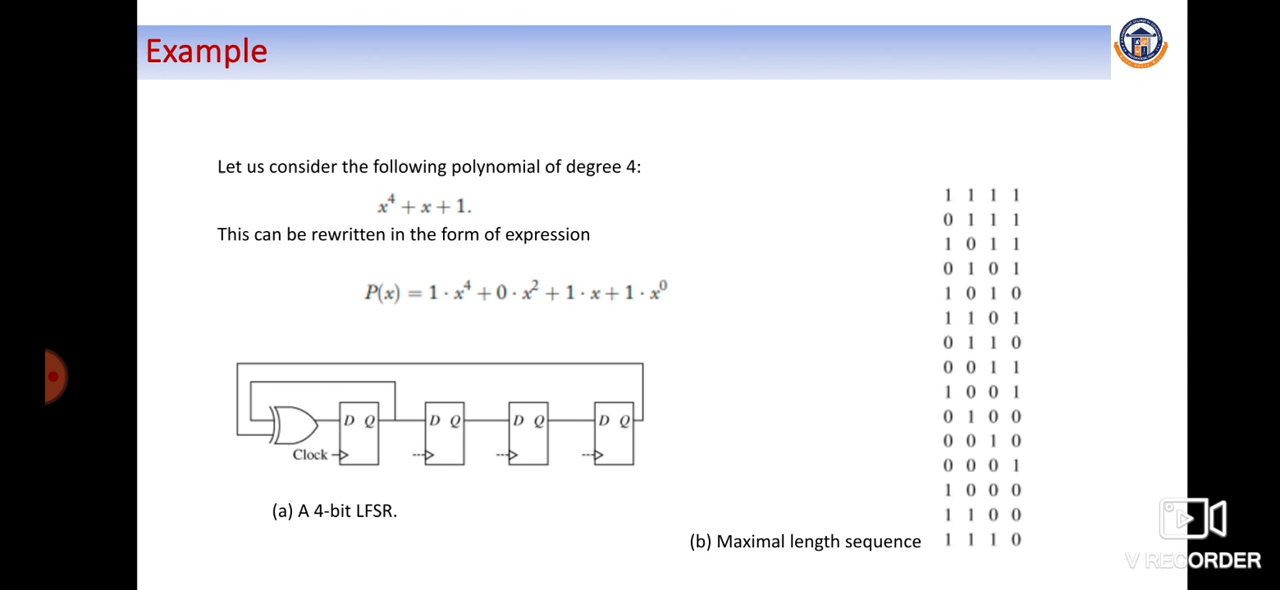 Example
Let us consider the following polynomial of degree 4:
x⁴ + x + 1.
This can be rewritten in the form of expression
P(x) = 1 · x⁴ + 0 · x² + 1 · x + 1 · x⁰
D Q D Q D Q D Q
Clock
(a) A 4-bit LFSR.
1 1 1 1
0 1 1 1
1 0 1 1
0 1 0 1
1 0 1 0
1 1 0 1
0 1 1 0
0 0 1 1
1 0 0 1
0 1 0 0
0 0 1 0
0 0 0 1
1 0 0 0
1 1 0 0
1 1 1 0
(b) Maximal length sequence
V RECORDER